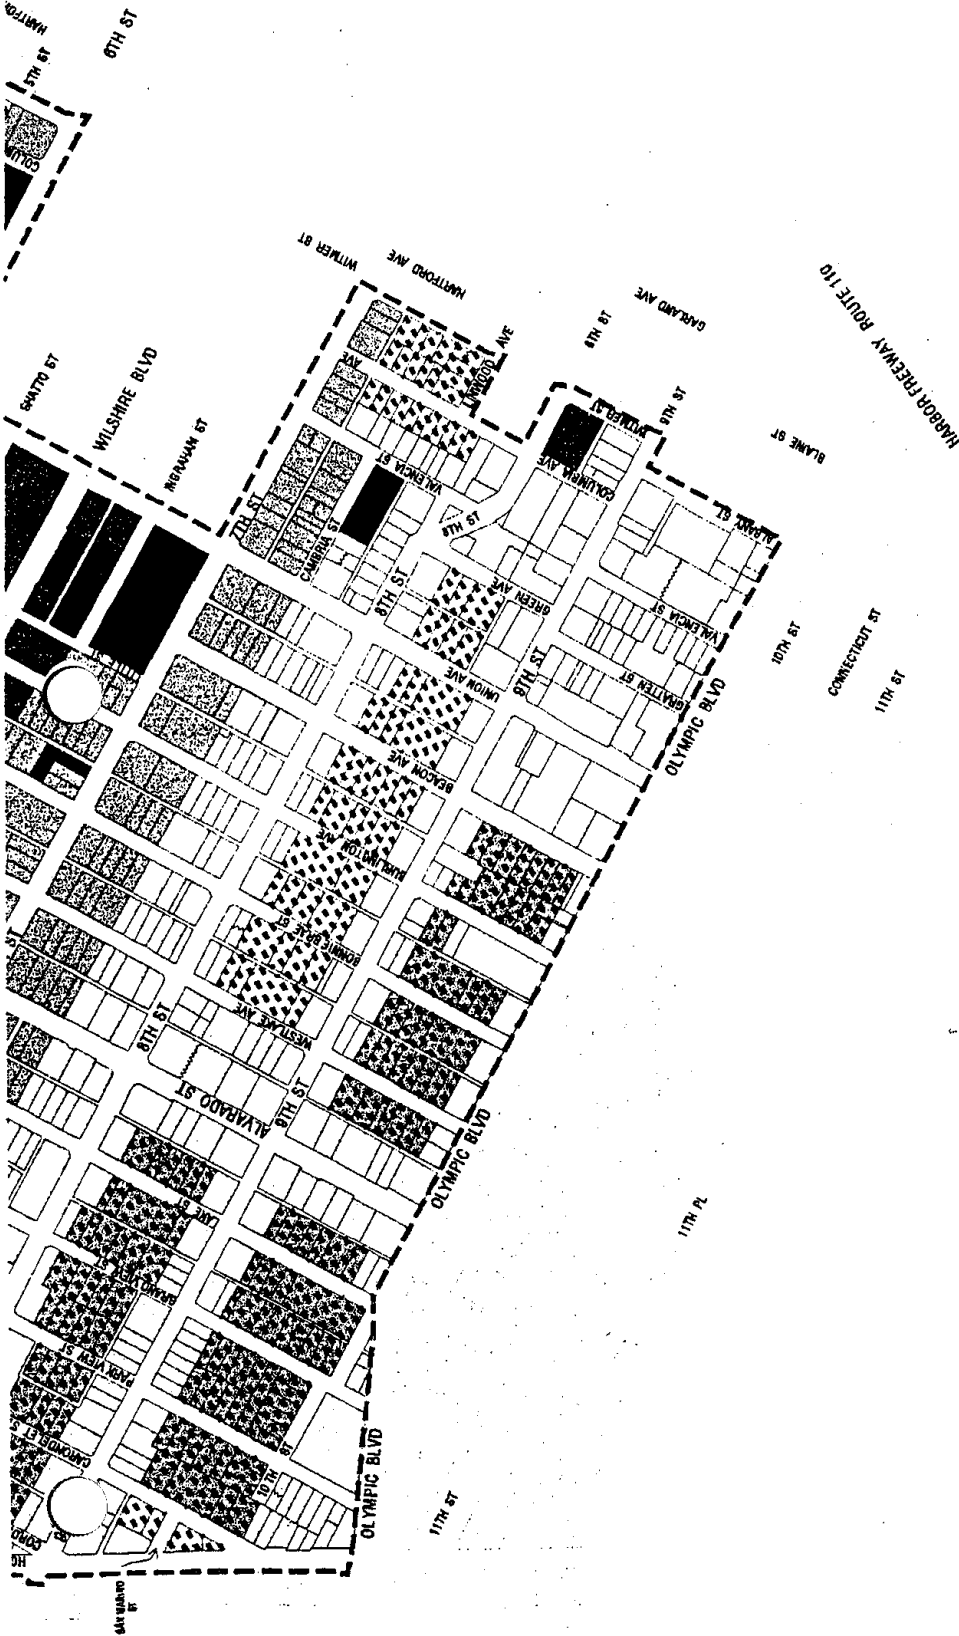 6TH ST
5TH ST
WITMER ST
HARTFORD AVE
HARTFORD AVE
GARLAND AVE
HARBOR FREEWAY ROUTE 110
LINWOOD AVE
8TH ST
9TH ST
WITMER ST
BLAINE ST
SHATTO ST
WILSHIRE BLVD
INGRAHAM ST
AVE
VALENCIA ST
COLUMBIA AVE
7TH ST
CAMBRIA ST
8TH ST
ALBANY ST
8TH ST
GREEN AVE
VALENCIA ST
10TH ST
CONNECTICUT ST
11TH ST
UNION AVE
9TH ST
GRATTEN ST
OLYMPIC BLVD
BEACON AVE
BURLINGTON AVE
BONNIE BRAE ST
WESTLAKE AVE
8TH ST
ALVARADO ST
9TH ST
OLYMPIC BLVD
LAKE ST
11TH PL
GRAND VIEW ST
PARK VIEW ST
CARONDELET S
10TH ST
OLYMPIC BLVD
11TH ST
SAN MARINO
ST